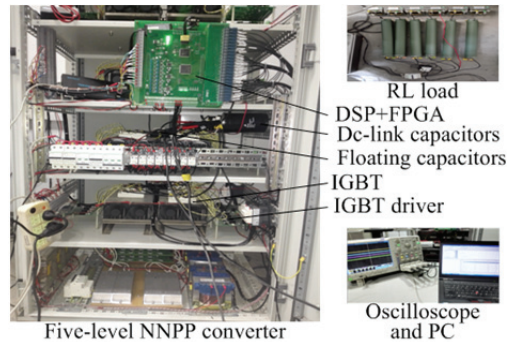 RL load
DSP+FPGA
Dc-link capacitors
Floating capacitors
IGBT
IGBT driver
Oscilloscope
and PC
Five-level NNPP converter